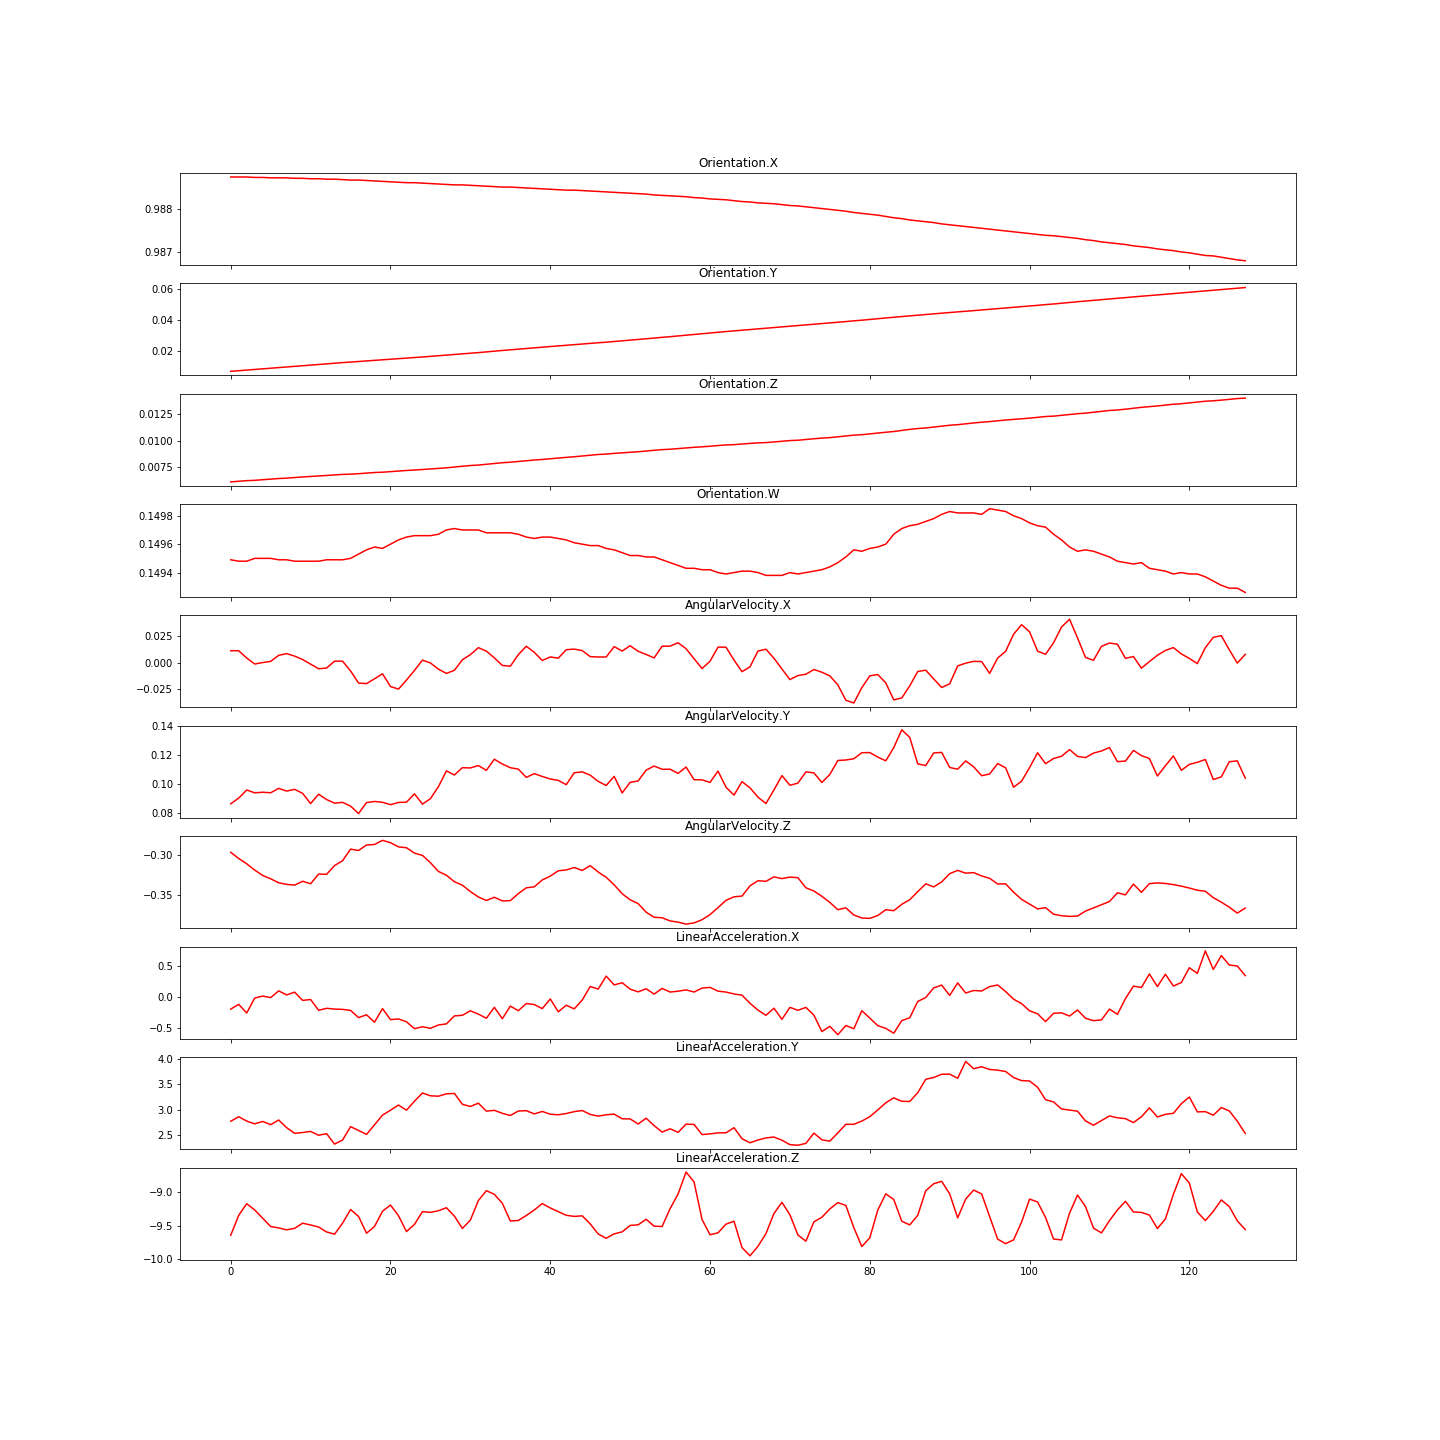 Orientation.X
0.988
0.987
Orientation.Y
0.06
0.04
0.02
Orientation.Z
0.0125
0.0100
0.0075
Orientation.W
0.1498
0.1496
0.1494
AngularVelocity.X
0.025
0.000
−0.025
AngularVelocity.Y
0.14
0.12
0.10
0.08
AngularVelocity.Z
−0.30
−0.35
LinearAcceleration.X
0.5
0.0
−0.5
LinearAcceleration.Y
4.0
3.5
3.0
2.5
LinearAcceleration.Z
−9.0
−9.5
−10.0
0 20 40 60 80 100 120